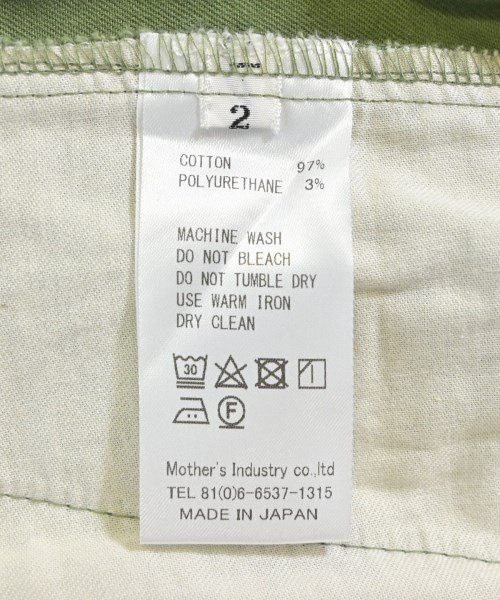 2
COTTON 97%
POLYURETHANE 3%
MACHINE WASH
DO NOT BLEACH
DO NOT TUMBLE DRY
USE WARM IRON
DRY CLEAN
30
F
Mother's Industry co.,ltd
TEL 81(0)6-6537-1315
MADE IN JAPAN